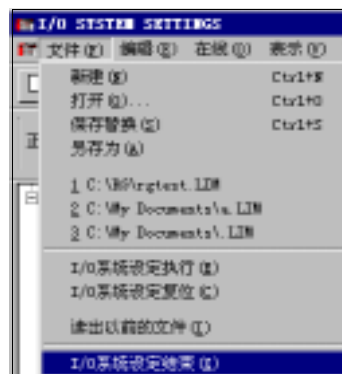 I/O SYSTEM SETTINGS
文件(F) 编辑(E) 在线(O) 表示(V)
新建(N) Ctrl+N
打开(O)... Ctrl+O
保存替换(S) Ctrl+S
另存为(A)
1 C:\RG\rgtest.LIM
2 C:\My Documents\a.LIM
3 C:\My Documents\.LIM
I/O系统设定执行(E)
I/O系统设定复位(C)
读出以前的文件(I)
I/O系统设定结束(Q)
正